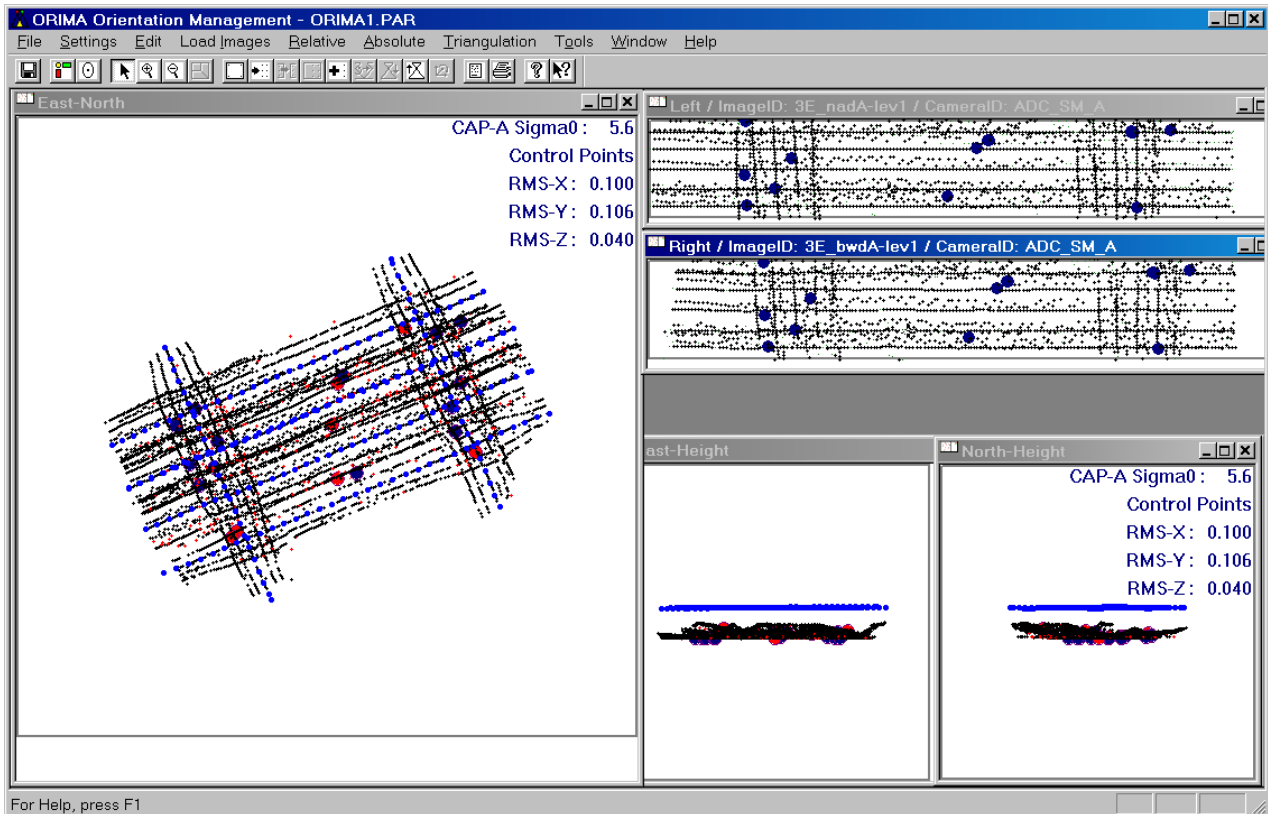 ORIMA Orientation Management - ORIMA1.PAR
File Settings Edit Load Images Relative Absolute Triangulation Tools Window Help
East-North
CAP-A Sigma0 : 5.6
Control Points
RMS-X : 0.100
RMS-Y : 0.106
RMS-Z : 0.040
Left / ImageID: 3E_nadA-lev1 / CameraID: ADC_SM_A
Right / ImageID: 3E_bwdA-lev1 / CameraID: ADC_SM_A
ast-Height
North-Height
CAP-A Sigma0 : 5.6
Control Points
RMS-X : 0.100
RMS-Y : 0.106
RMS-Z : 0.040
For Help, press F1